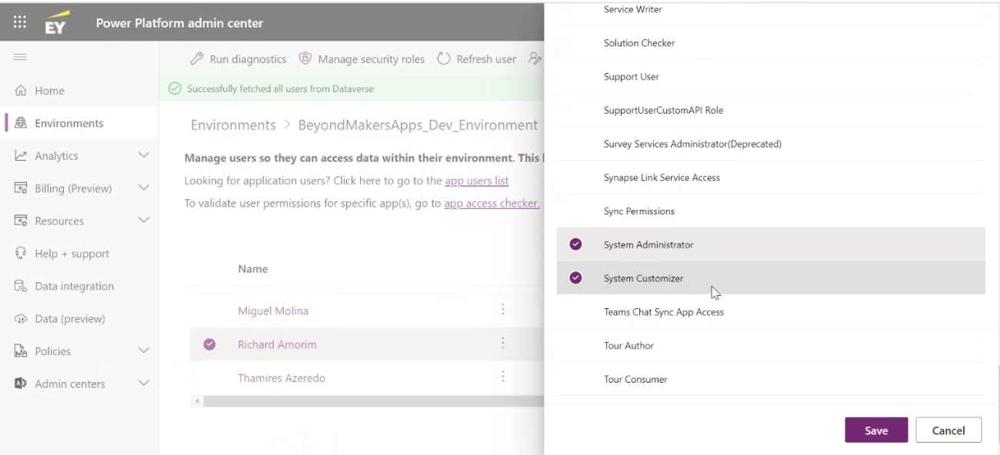 EY
Power Platform admin center
Home
Environments
Analytics
Billing (Preview)
Resources
Help + support
Data integration
Data (preview)
Policies
Admin centers
Run diagnostics Manage security roles Refresh user
Successfully fetched all users from Dataverse
Environments > BeyondMakersApps_Dev_Environment
Manage users so they can access data within their environment. This
Looking for application users? Click here to go to the app users list
To validate user permissions for specific app(s), go to app access checker.
Name
Miguel Molina
Richard Amorim
Thamires Azeredo
Service Writer
Solution Checker
Support User
SupportUserCustomAPI Role
Survey Services Administrator(Deprecated)
Synapse Link Service Access
Sync Permissions
System Administrator
System Customizer
Teams Chat Sync App Access
Tour Author
Tour Consumer
Save Cancel